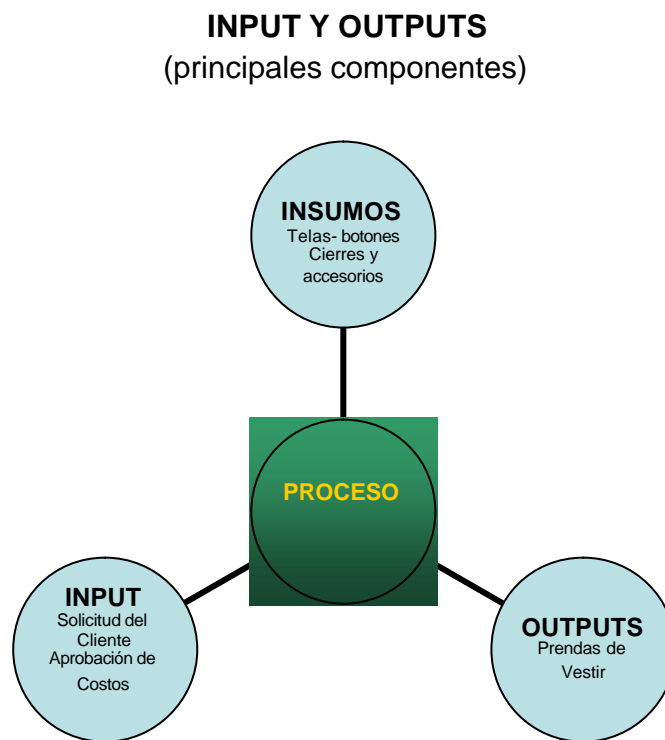 INPUT Y OUTPUTS
(principales componentes)
INSUMOS
Telas- botones
Cierres y
accesorios
PROCESO
INPUT
Solicitud del
Cliente
Aprobación de
Costos
OUTPUTS
Prendas de
Vestir